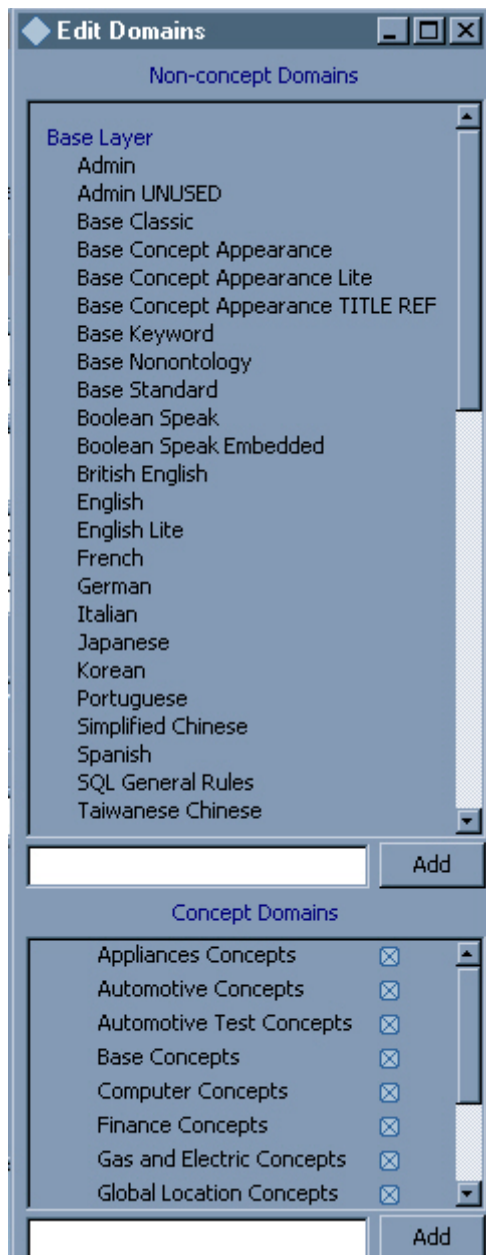 Edit Domains
Non-concept Domains
Base Layer
Admin
Admin UNUSED
Base Classic
Base Concept Appearance
Base Concept Appearance Lite
Base Concept Appearance TITLE REF
Base Keyword
Base Nonontology
Base Standard
Boolean Speak
Boolean Speak Embedded
British English
English
English Lite
French
German
Italian
Japanese
Korean
Portuguese
Simplified Chinese
Spanish
SQL General Rules
Taiwanese Chinese
Add
Concept Domains
Appliances Concepts
Automotive Concepts
Automotive Test Concepts
Base Concepts
Computer Concepts
Finance Concepts
Gas and Electric Concepts
Global Location Concepts
Add